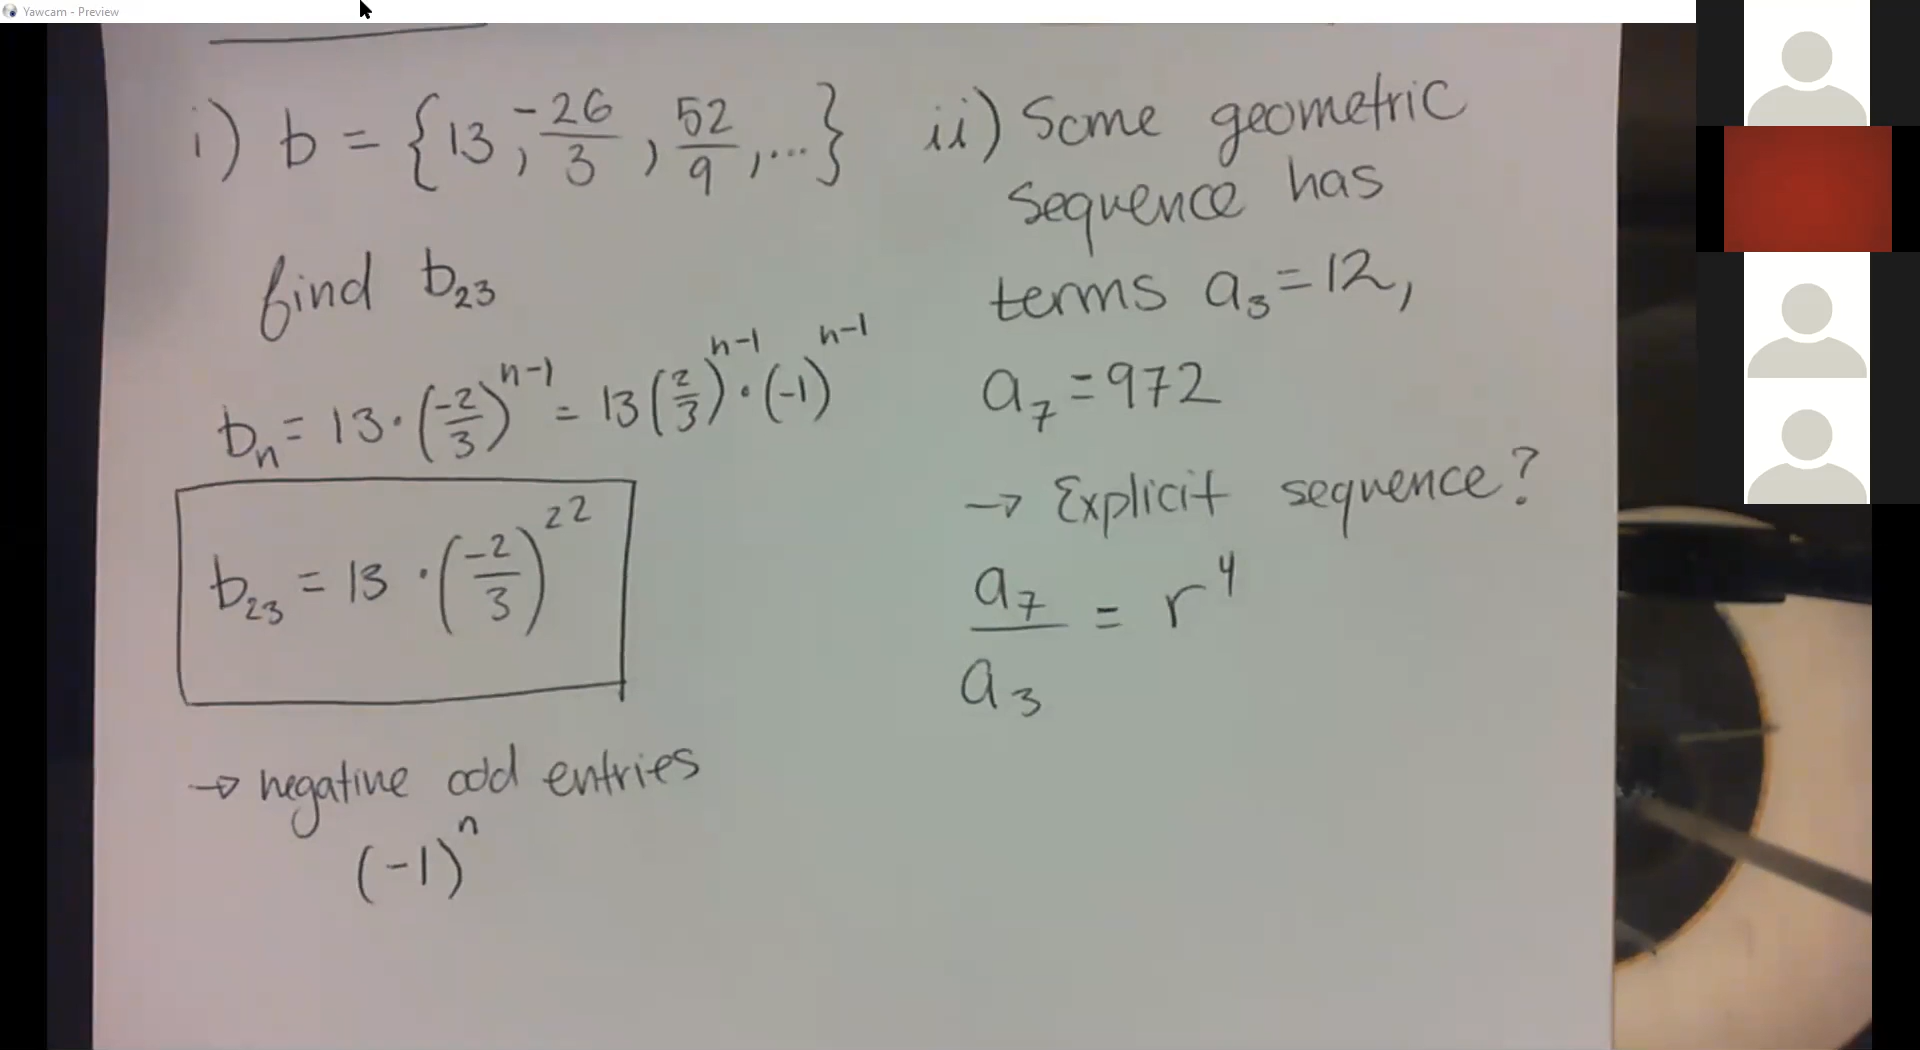 Yawcam - Preview
i) b = {13, -26/3, 52/9, ...}
find b₂₃
bₙ = 13 · (-2/3)ⁿ⁻¹ = 13 (2/3)ⁿ⁻¹ · (-1)ⁿ⁻¹
b₂₃ = 13 · (-2/3)²²
→ negative odd entries
(-1)ⁿ
ii) Some geometric
sequence has
terms a₃ = 12,
a₇ = 972
→ Explicit sequence?
a₇/a₃ = r⁴